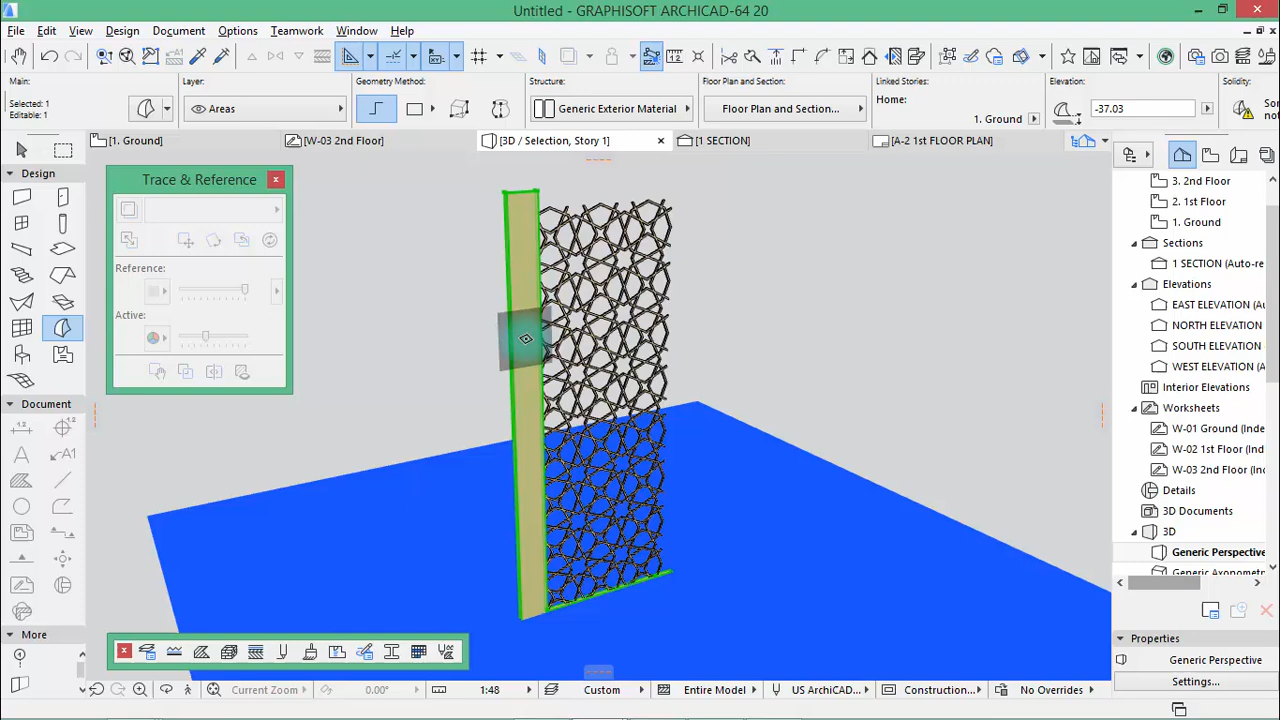 Untitled - GRAPHISOFT ARCHICAD-64 20
File Edit View Design Document Options Teamwork Window Help
Main:
Selected: 1
Editable: 1
Layer:
Areas
Geometry Method:
Structure:
Generic Exterior Material
Floor Plan and Section:
Floor Plan and Section...
Linked Stories:
Home:
1. Ground
Elevation:
-37.03
Solidity:
[1. Ground]
[W-03 2nd Floor]
[3D / Selection, Story 1]
[1 SECTION]
[A-2 1st FLOOR PLAN]
Design
Document
More
Trace & Reference
Reference:
Active:
3. 2nd Floor
2. 1st Floor
1. Ground
Sections
1 SECTION (Auto-re
Elevations
EAST ELEVATION
NORTH ELEVATION
SOUTH ELEVATION
WEST ELEVATION
Interior Elevations
Worksheets
W-01 Ground (Inde
W-02 1st Floor (Ind
W-03 2nd Floor (Ind
Details
3D Documents
3D
Generic Perspective
Properties
Generic Perspective
Settings...
Current Zoom
0.00°
1:48
Custom
Entire Model
US ArchiCAD...
Construction...
No Overrides